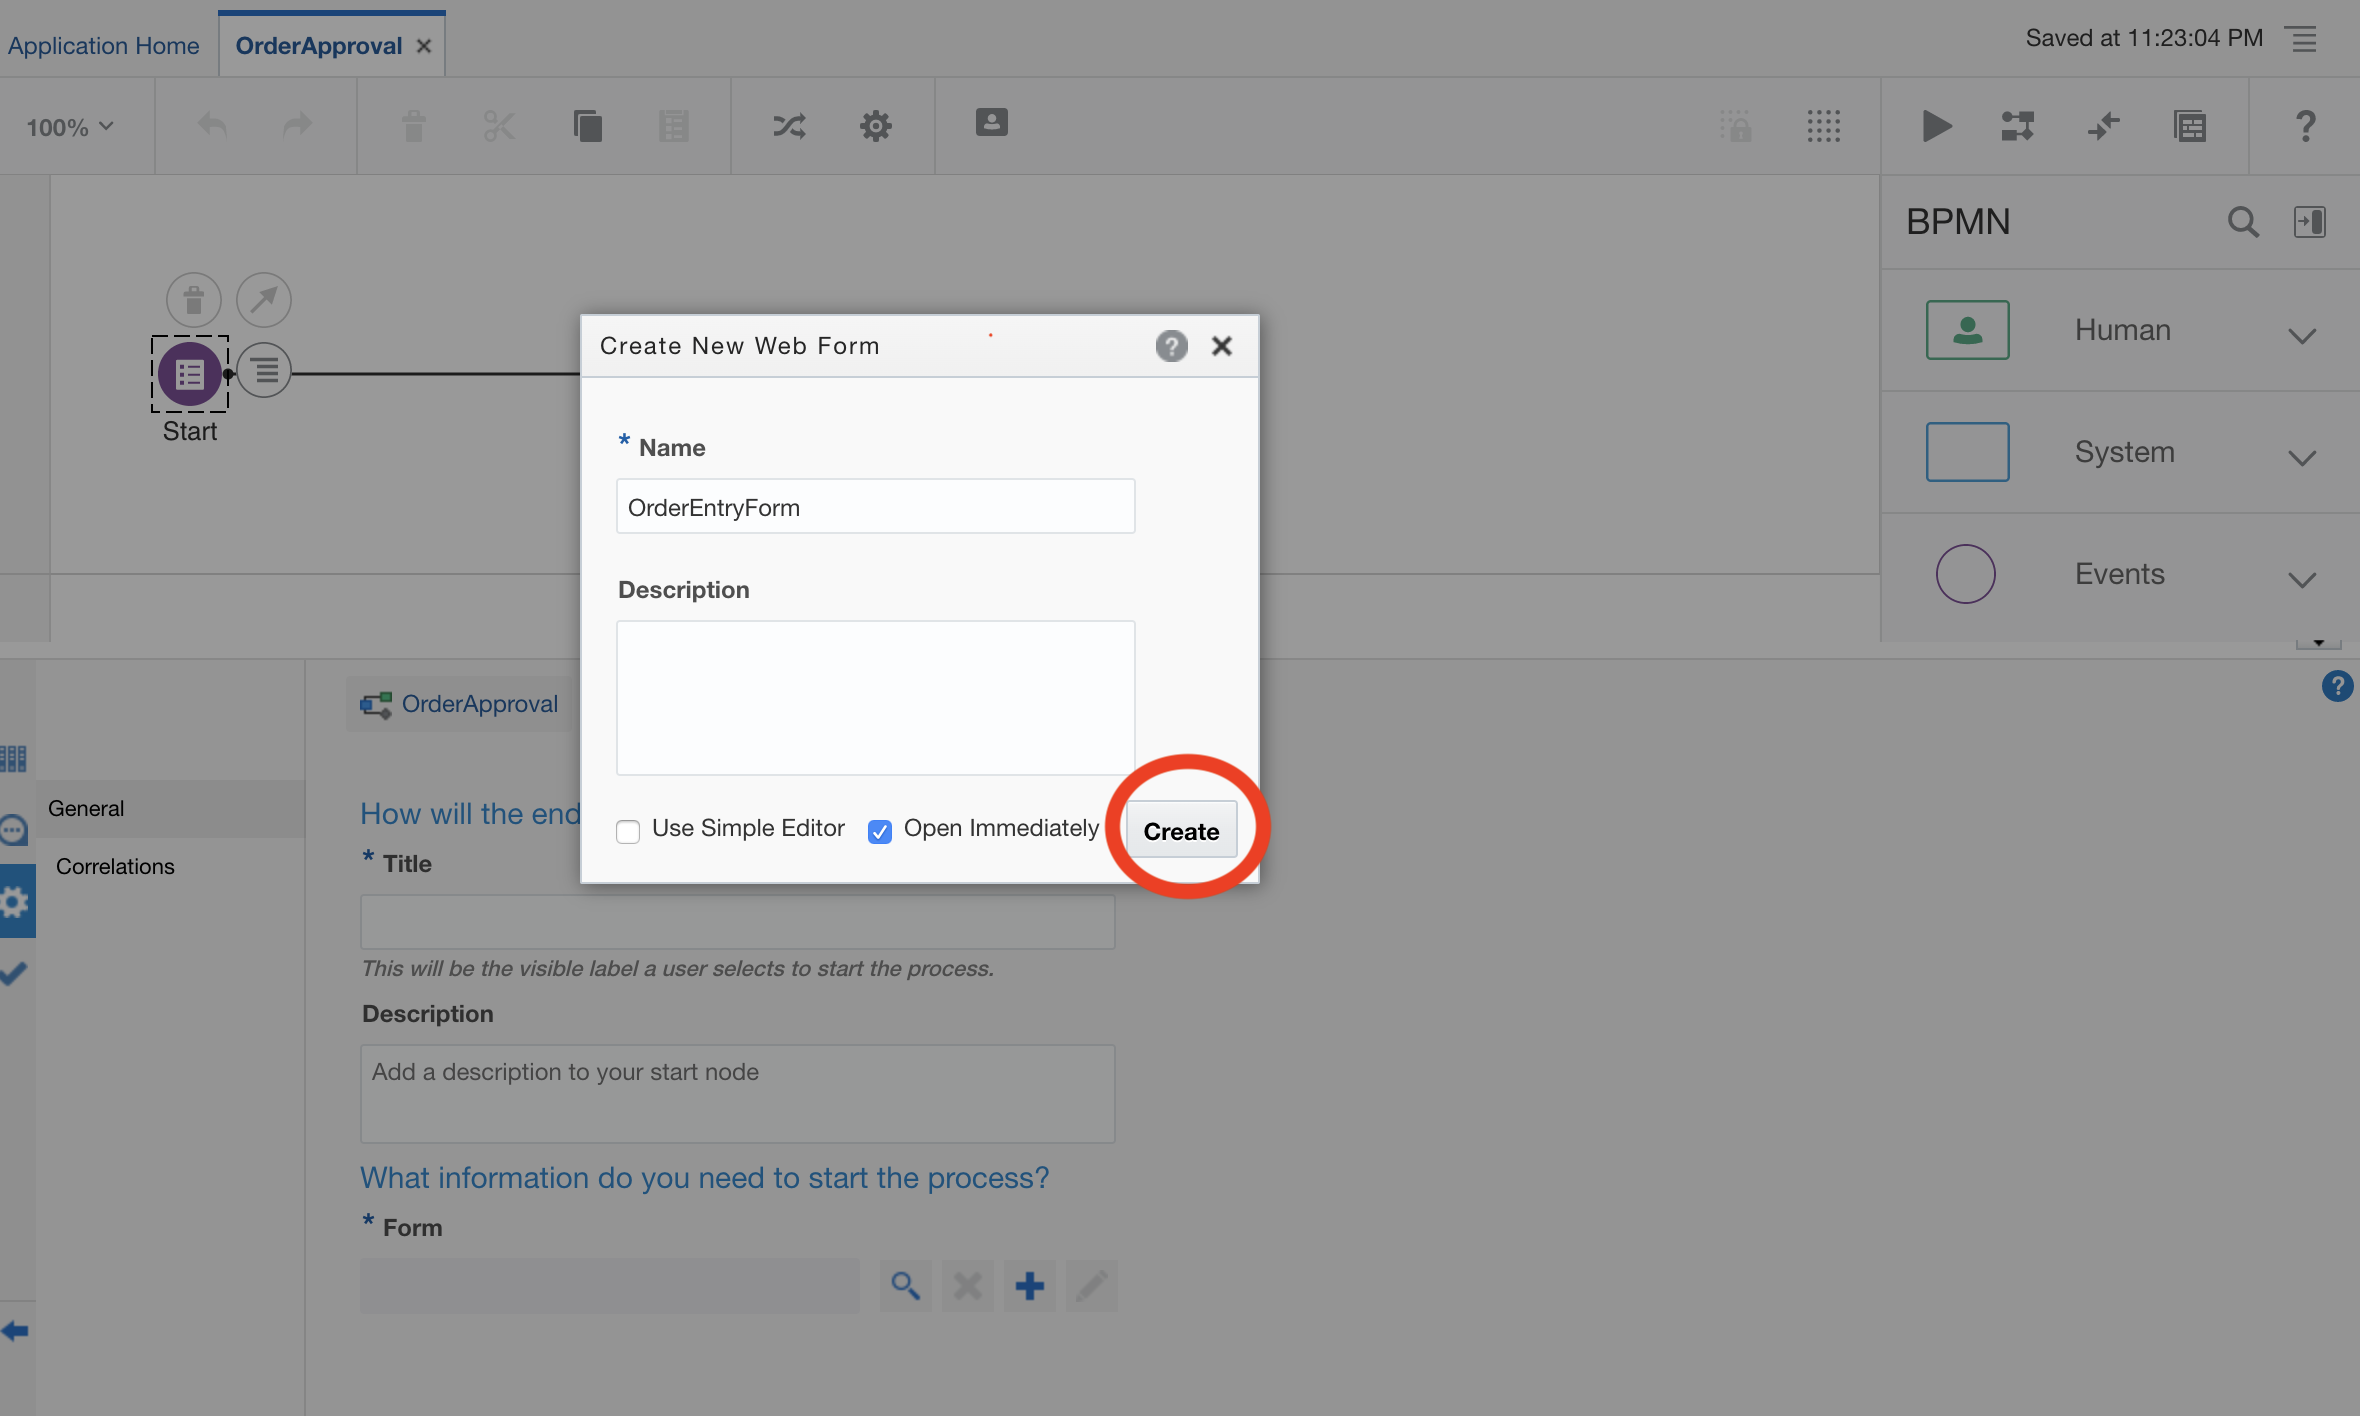 Application Home
OrderApproval
Saved at 11:23:04 PM
100%
BPMN
Human
System
Events
Start
Create New Web Form
* Name
OrderEntryForm
Description
Use Simple Editor
Open Immediately
Create
OrderApproval
General
Correlations
How will the end
* Title
This will be the visible label a user selects to start the process.
Description
Add a description to your start node
What information do you need to start the process?
* Form